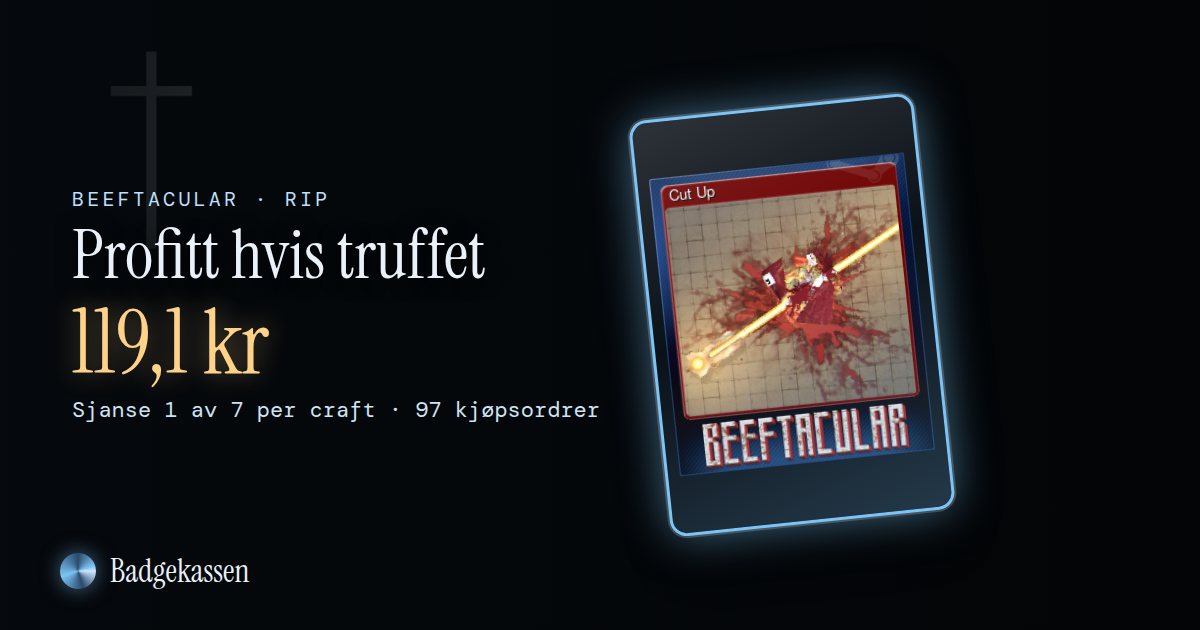 BEEFTACULAR · RIP
Profitt hvis truffet
119,1 kr
Sjanse 1 av 7 per craft · 97 kjøpsordrer
Cut Up
BEEFTACULAR
Badgekassen